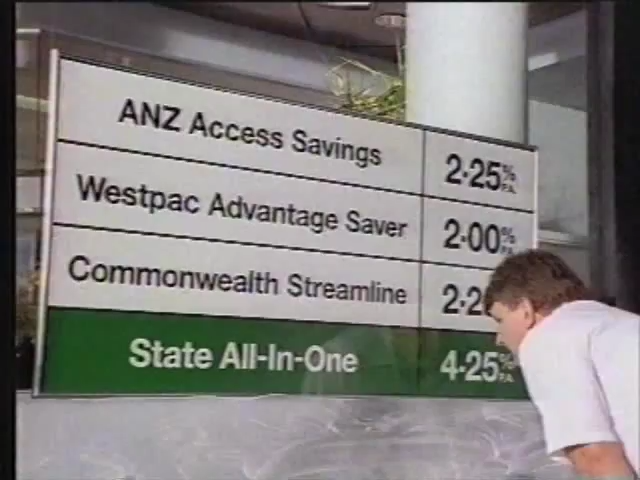 ANZ Access Savings 2.25% P.A.
Westpac Advantage Saver 2.00% P.A.
Commonwealth Streamline 2.2
State All-In-One 4.25% P.A.